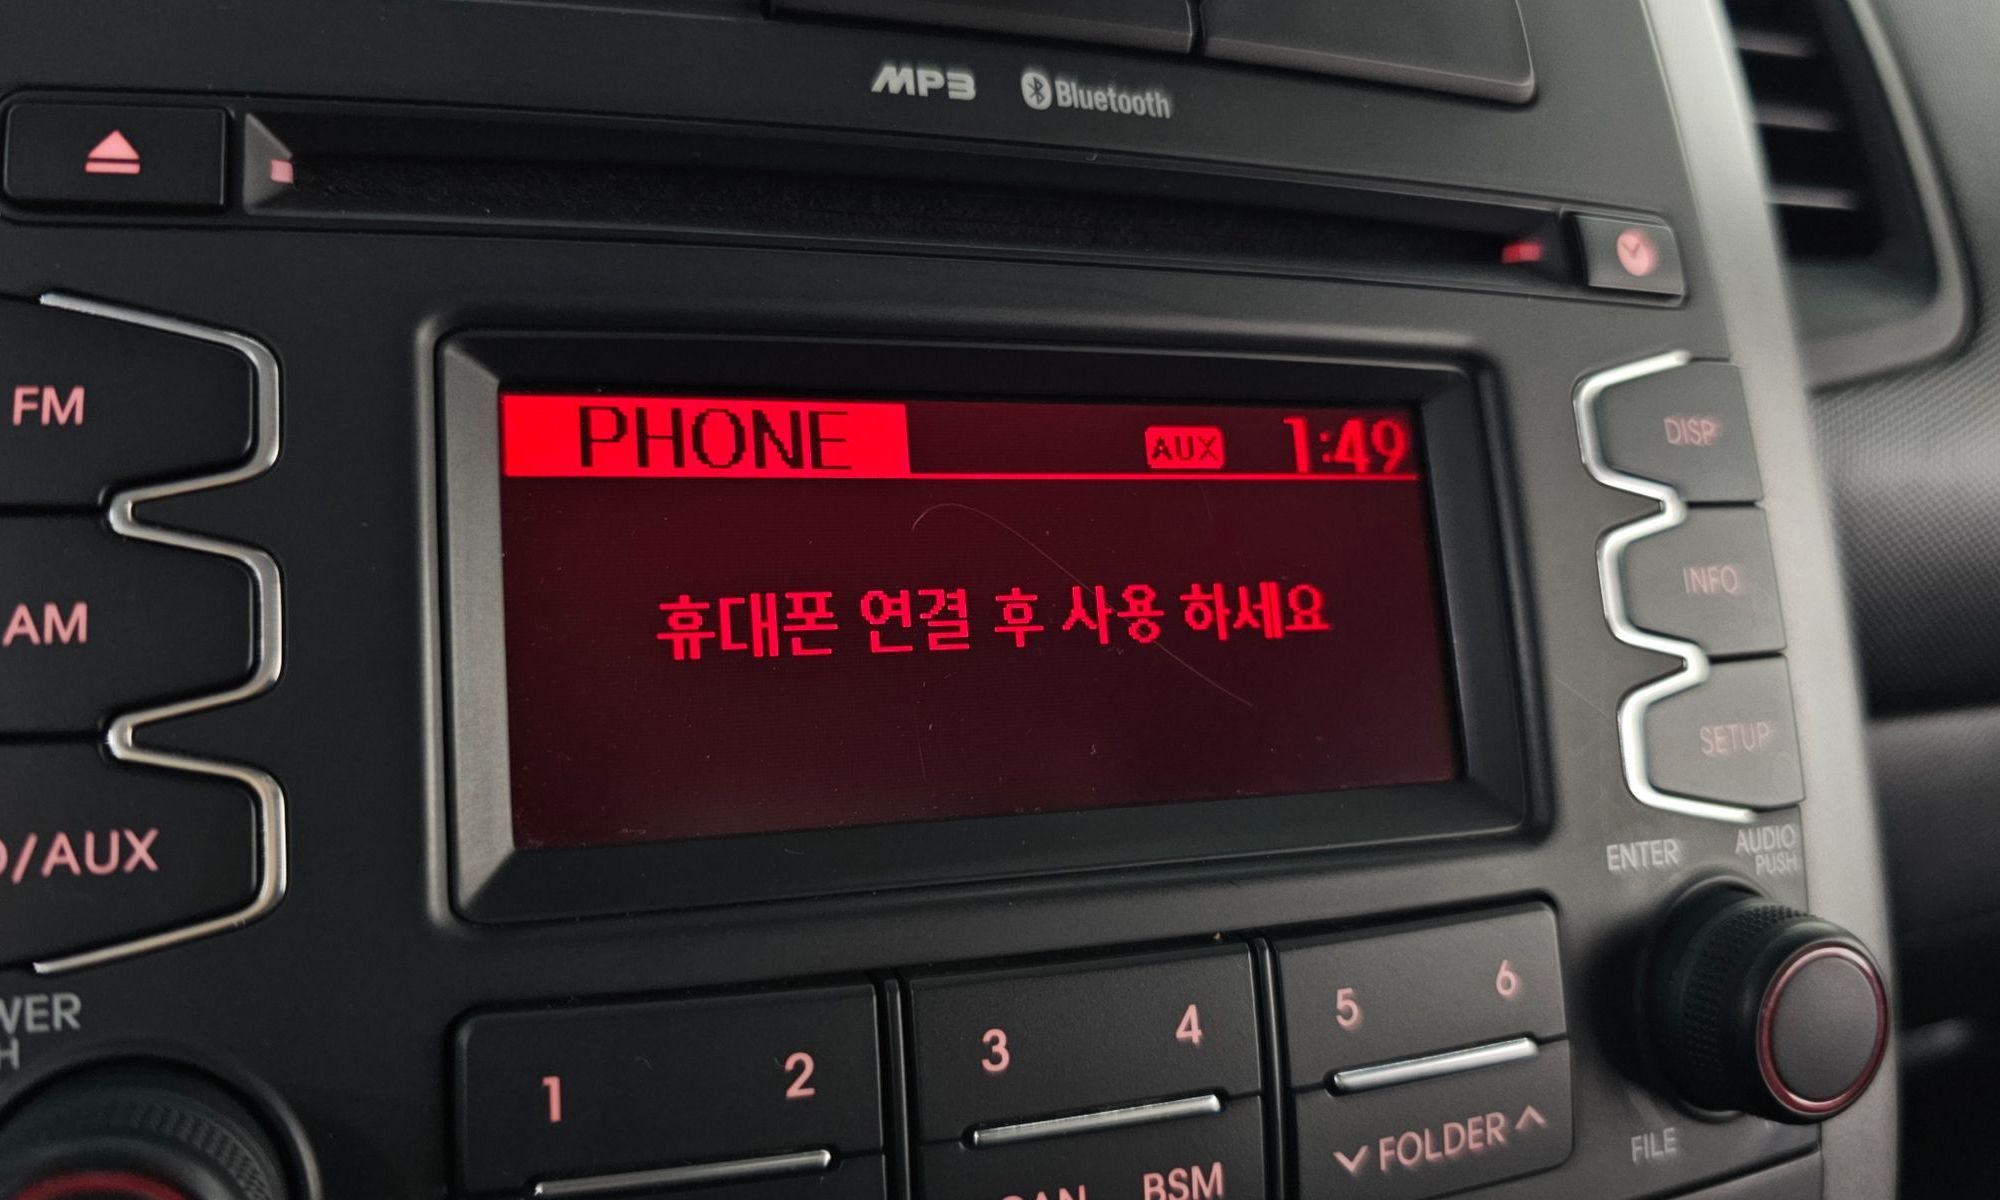 MP3 Bluetooth
FM
AM
/AUX
PHONE AUX 1:49
휴대폰 연결 후 사용 하세요
DISP
INFO
SETUP
ENTER
AUDIO
PUSH
1 2 3 4 5 6
FOLDER
BSM
FILE